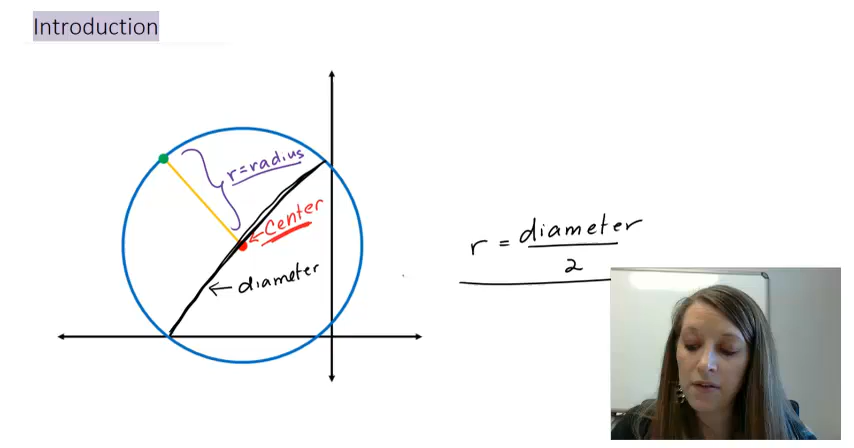 Introduction
r = radius
← Center
← diameter
r = diameter
2